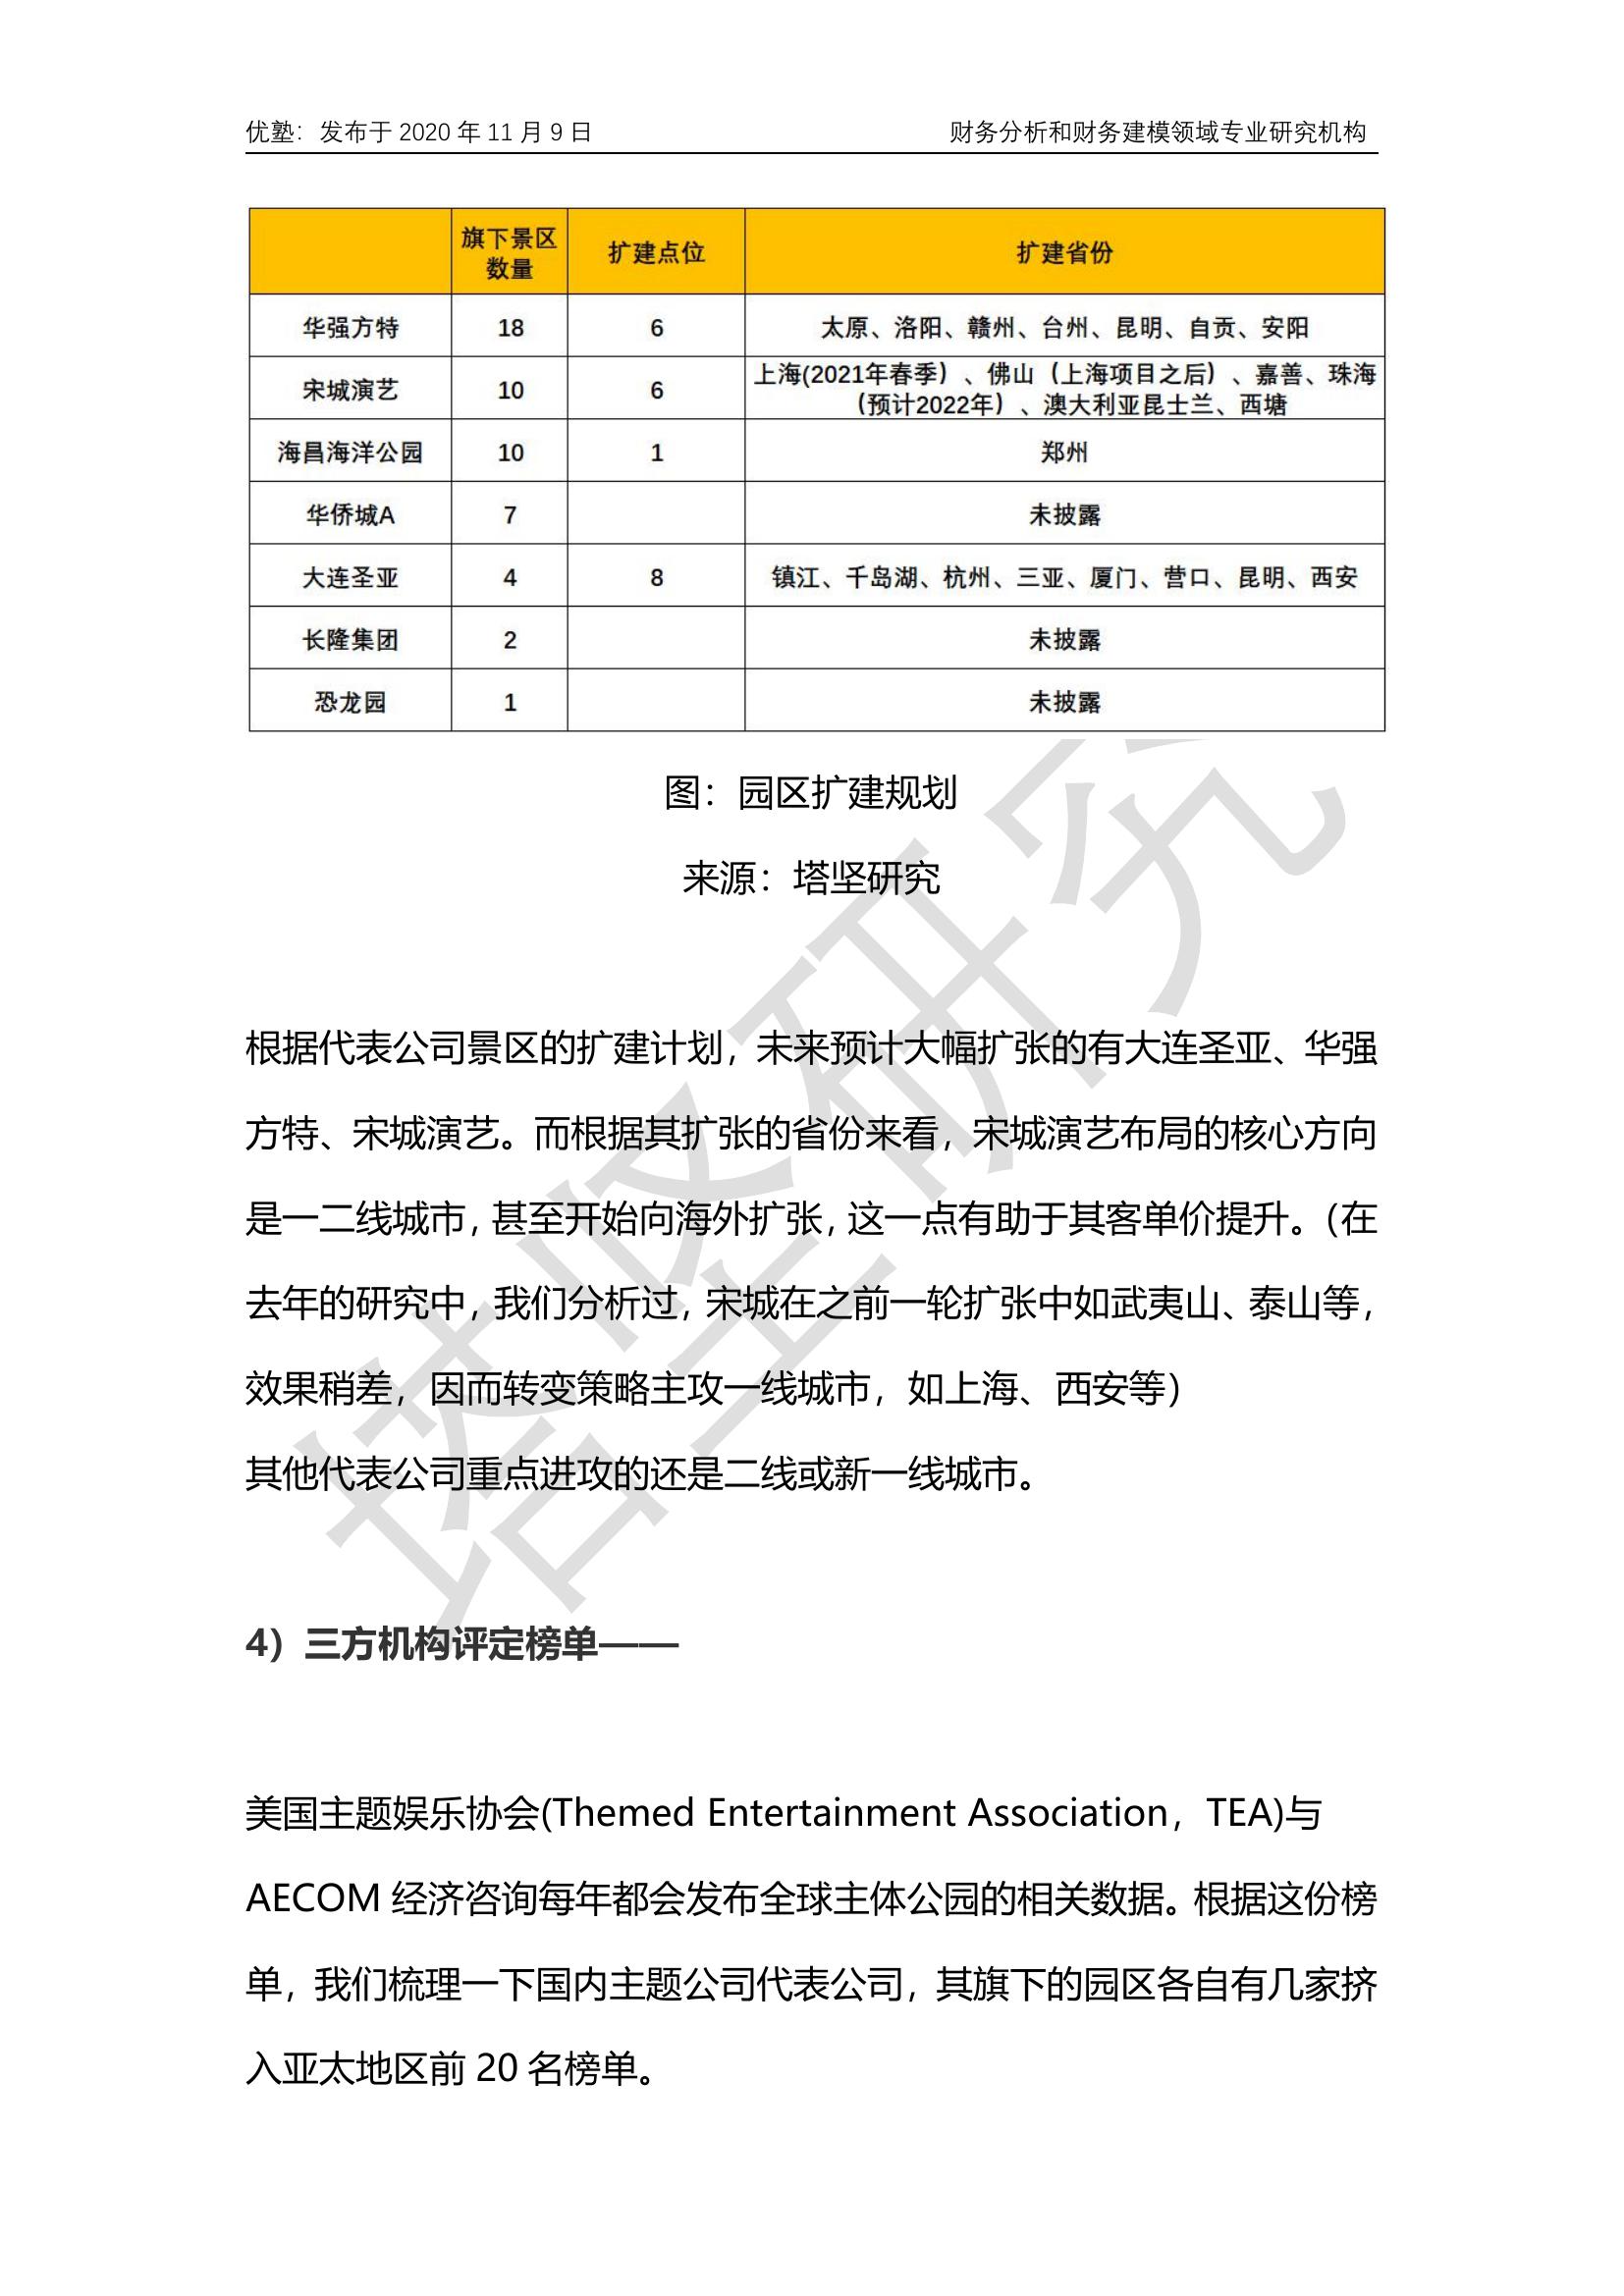 优塾：发布于 2020 年 11 月 9 日 财务分析和财务建模领域专业研究机构
旗下景区数量 扩建点位 扩建省份
华强方特 18 6 太原、洛阳、赣州、台州、昆明、自贡、安阳
宋城演艺 10 6 上海(2021年春季）、佛山（上海项目之后）、嘉善、珠海（预计2022年）、澳大利亚昆士兰、西塘
海昌海洋公园 10 1 郑州
华侨城A 7 未披露
大连圣亚 4 8 镇江、千岛湖、杭州、三亚、厦门、营口、昆明、西安
长隆集团 2 未披露
恐龙园 1 未披露
图：园区扩建规划
来源：塔坚研究
根据代表公司景区的扩建计划，未来预计大幅扩张的有大连圣亚、华强
方特、宋城演艺。而根据其扩张的省份来看，宋城演艺布局的核心方向
是一二线城市，甚至开始向海外扩张，这一点有助于其客单价提升。（在
去年的研究中，我们分析过，宋城在之前一轮扩张中如武夷山、泰山等，
效果稍差，因而转变策略主攻一线城市，如上海、西安等）
其他代表公司重点进攻的还是二线或新一线城市。
4）三方机构评定榜单——
美国主题娱乐协会(Themed Entertainment Association，TEA)与
AECOM 经济咨询每年都会发布全球主体公园的相关数据。根据这份榜
单，我们梳理一下国内主题公司代表公司，其旗下的园区各自有几家挤
入亚太地区前 20 名榜单。
塔坚研究